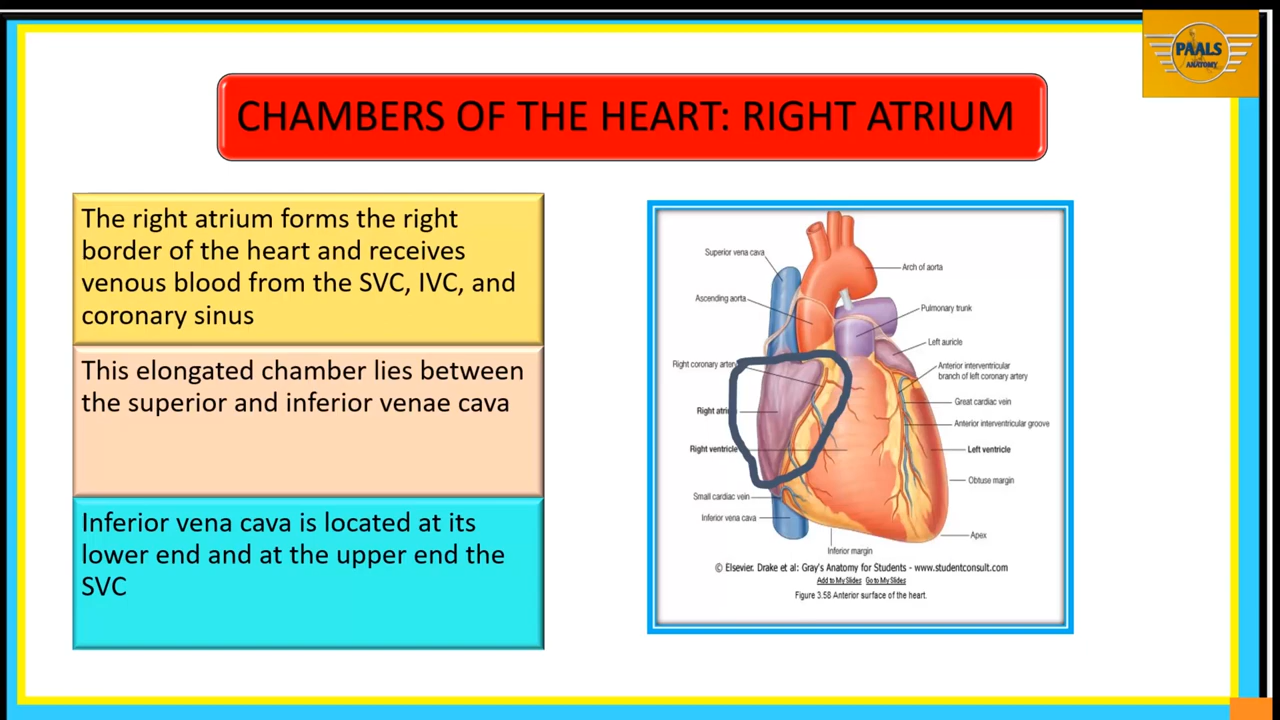 PAALS
ANATOMY
CHAMBERS OF THE HEART: RIGHT ATRIUM
The right atrium forms the right
border of the heart and receives
venous blood from the SVC, IVC, and
coronary sinus
This elongated chamber lies between
the superior and inferior venae cava
Inferior vena cava is located at its
lower end and at the upper end the
SVC
Superior vena cava
Arch of aorta
Ascending aorta
Pulmonary trunk
Left auricle
Right coronary artery
Anterior interventricular
branch of left coronary artery
Great cardiac vein
Right atri
Anterior interventricular groove
Right ventricle
Left ventricle
Obtuse margin
Small cardiac vein
Inferior vena cava
Apex
Inferior margin
© Elsevier. Drake et al: Gray's Anatomy for Students - www.studentconsult.com
Add to My Slides Go to My Slides
Figure 3.58 Anterior surface of the heart.